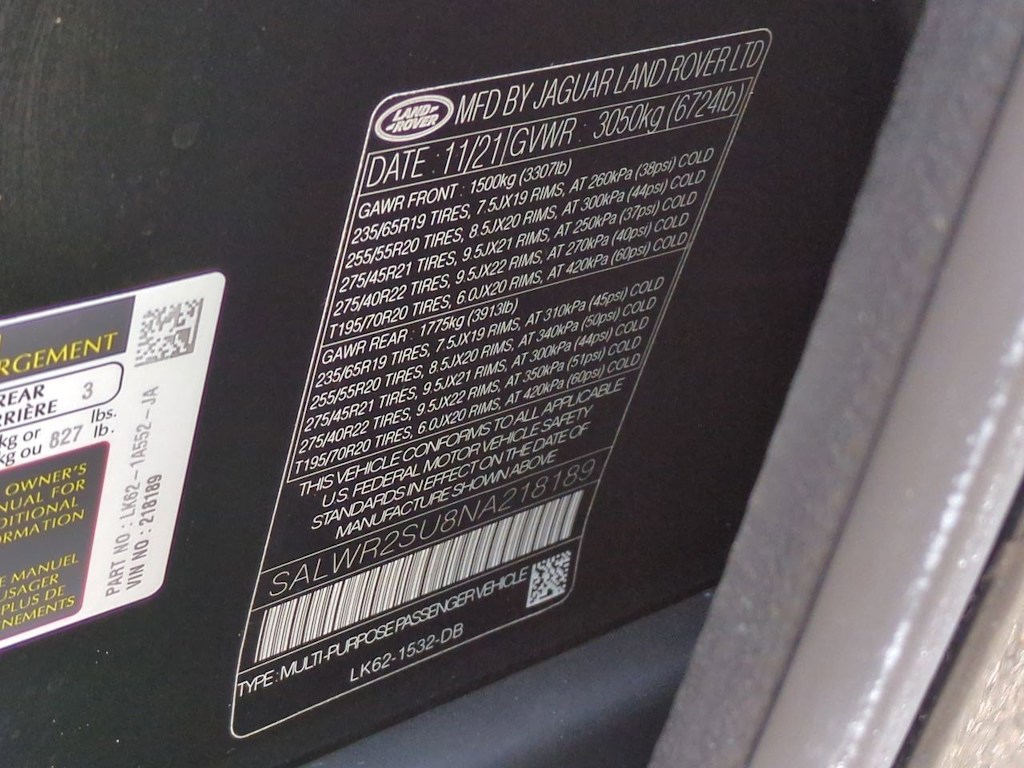 LAND ROVER
MFD BY JAGUAR LAND ROVER LTD
DATE : 11/21 GVWR : 3050kg (6724lb)
GAWR FRONT : 1500kg (3307lb)
235/65R19 TIRES, 7.5JX19 RIMS, AT 260kPa (38psi) COLD
255/55R20 TIRES, 8.5JX20 RIMS, AT 300kPa (44psi) COLD
275/45R21 TIRES, 9.5JX21 RIMS, AT 250kPa (37psi) COLD
275/40R22 TIRES, 9.5JX22 RIMS, AT 270kPa (40psi) COLD
T195/70R20 TIRES, 6.0JX20 RIMS, AT 420kPa (60psi) COLD
GAWR REAR : 1775kg (3913lb)
235/65R19 TIRES, 7.5JX19 RIMS, AT 310kPa (45psi) COLD
255/55R20 TIRES, 8.5JX20 RIMS, AT 340kPa (50psi) COLD
275/45R21 TIRES, 9.5JX21 RIMS, AT 300kPa (44psi) COLD
275/40R22 TIRES, 9.5JX22 RIMS, AT 350kPa (51psi) COLD
T195/70R20 TIRES, 6.0JX20 RIMS, AT 420kPa (60psi) COLD
THIS VEHICLE CONFORMS TO ALL APPLICABLE
U.S. FEDERAL MOTOR VEHICLE SAFETY
STANDARDS IN EFFECT ON THE DATE OF
MANUFACTURE SHOWN ABOVE
SALWR2SU8NA218189
TYPE : MULTI-PURPOSE PASSENGER VEHICLE
LK62-1532-DB
RGEMENT
REAR 3
RRIÈRE
kg or 827 lbs.
kg ou lb.
OWNER'S
NUAL FOR
DITIONAL
ORMATION
E MANUEL
USAGER
PLUS DE
NEMENTS
PART NO : LK62-1A552-JA
VIN NO : 218189